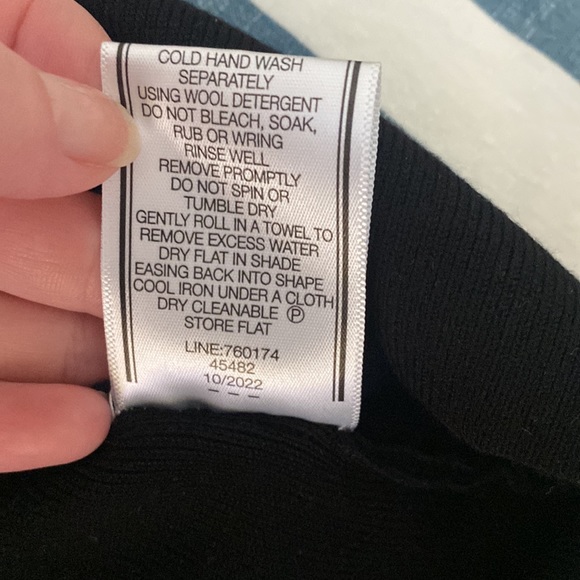 COLD HAND WASH
SEPARATELY
USING WOOL DETERGENT
DO NOT BLEACH, SOAK,
RUB OR WRING
RINSE WELL
REMOVE PROMPTLY
DO NOT SPIN OR
TUMBLE DRY
GENTLY ROLL IN A TOWEL TO
REMOVE EXCESS WATER
DRY FLAT IN SHADE
EASING BACK INTO SHAPE
COOL IRON UNDER A CLOTH
DRY CLEANABLE Ⓟ
STORE FLAT
LINE:760174
45482
10/2022
– – –